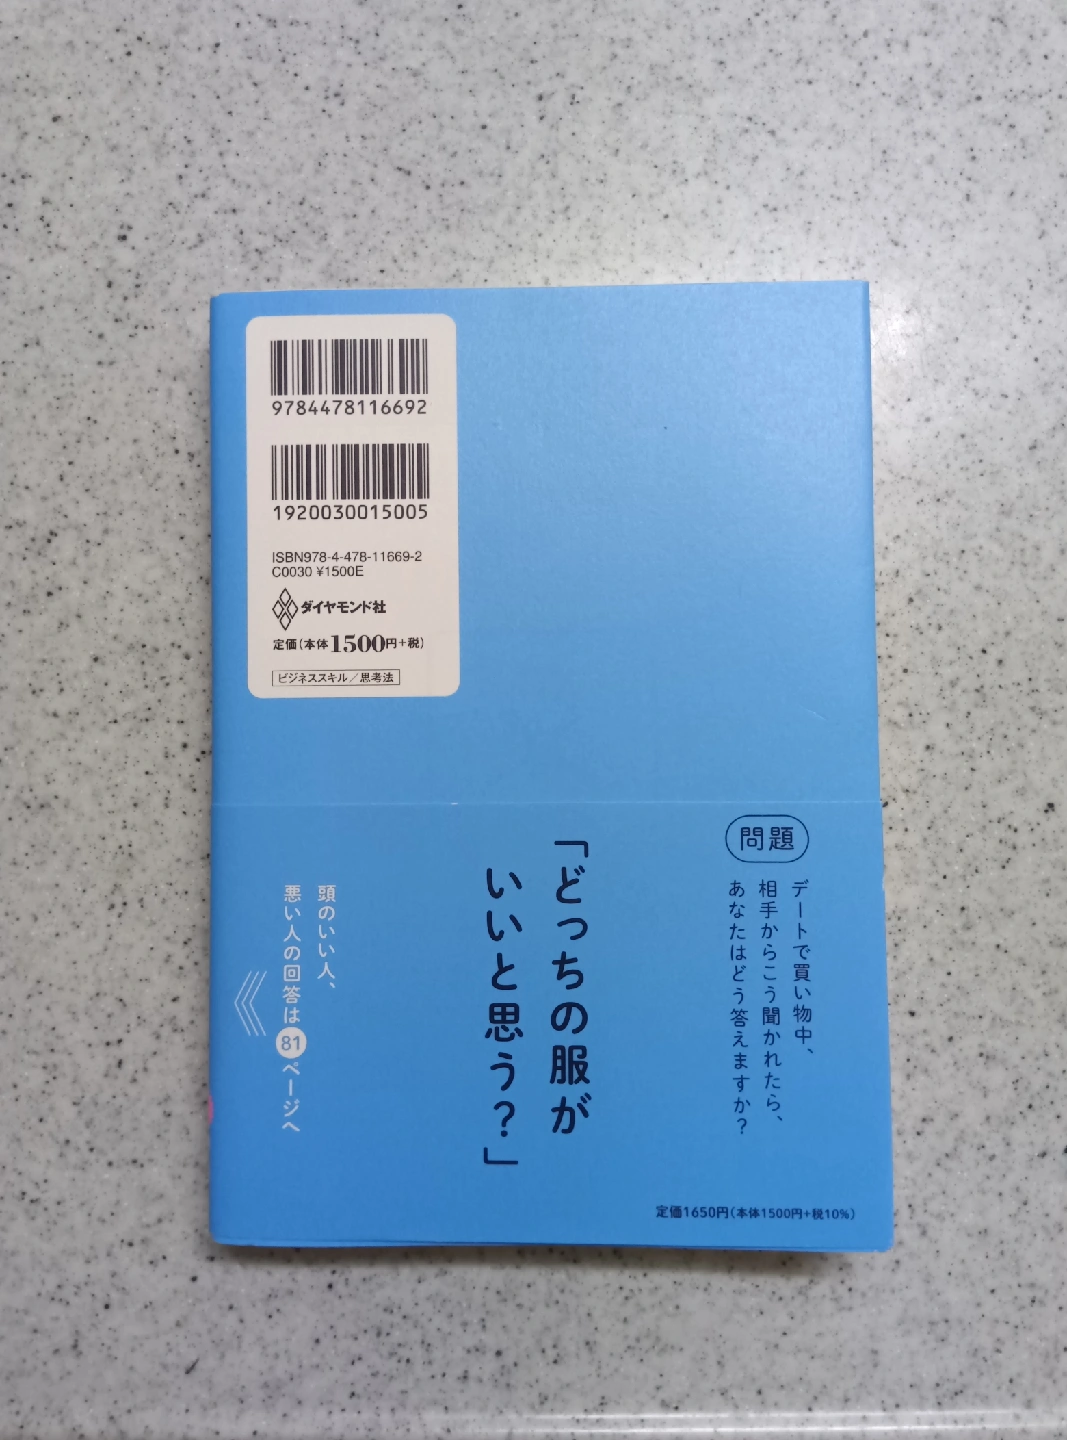 9784478116692
1920030015005
ISBN978-4-478-11669-2
C0030 ¥1500E
ダイヤモンド社
定価(本体1500円+税)
ビジネススキル/思考法
問題
デートで買い物中、
相手からこう聞かれたら、
あなたはどう答えますか?
「どっちの服が
いいと思う?」
頭のいい人、
悪い人の回答は81ページへ
定価1650円(本体1500円+税10%)